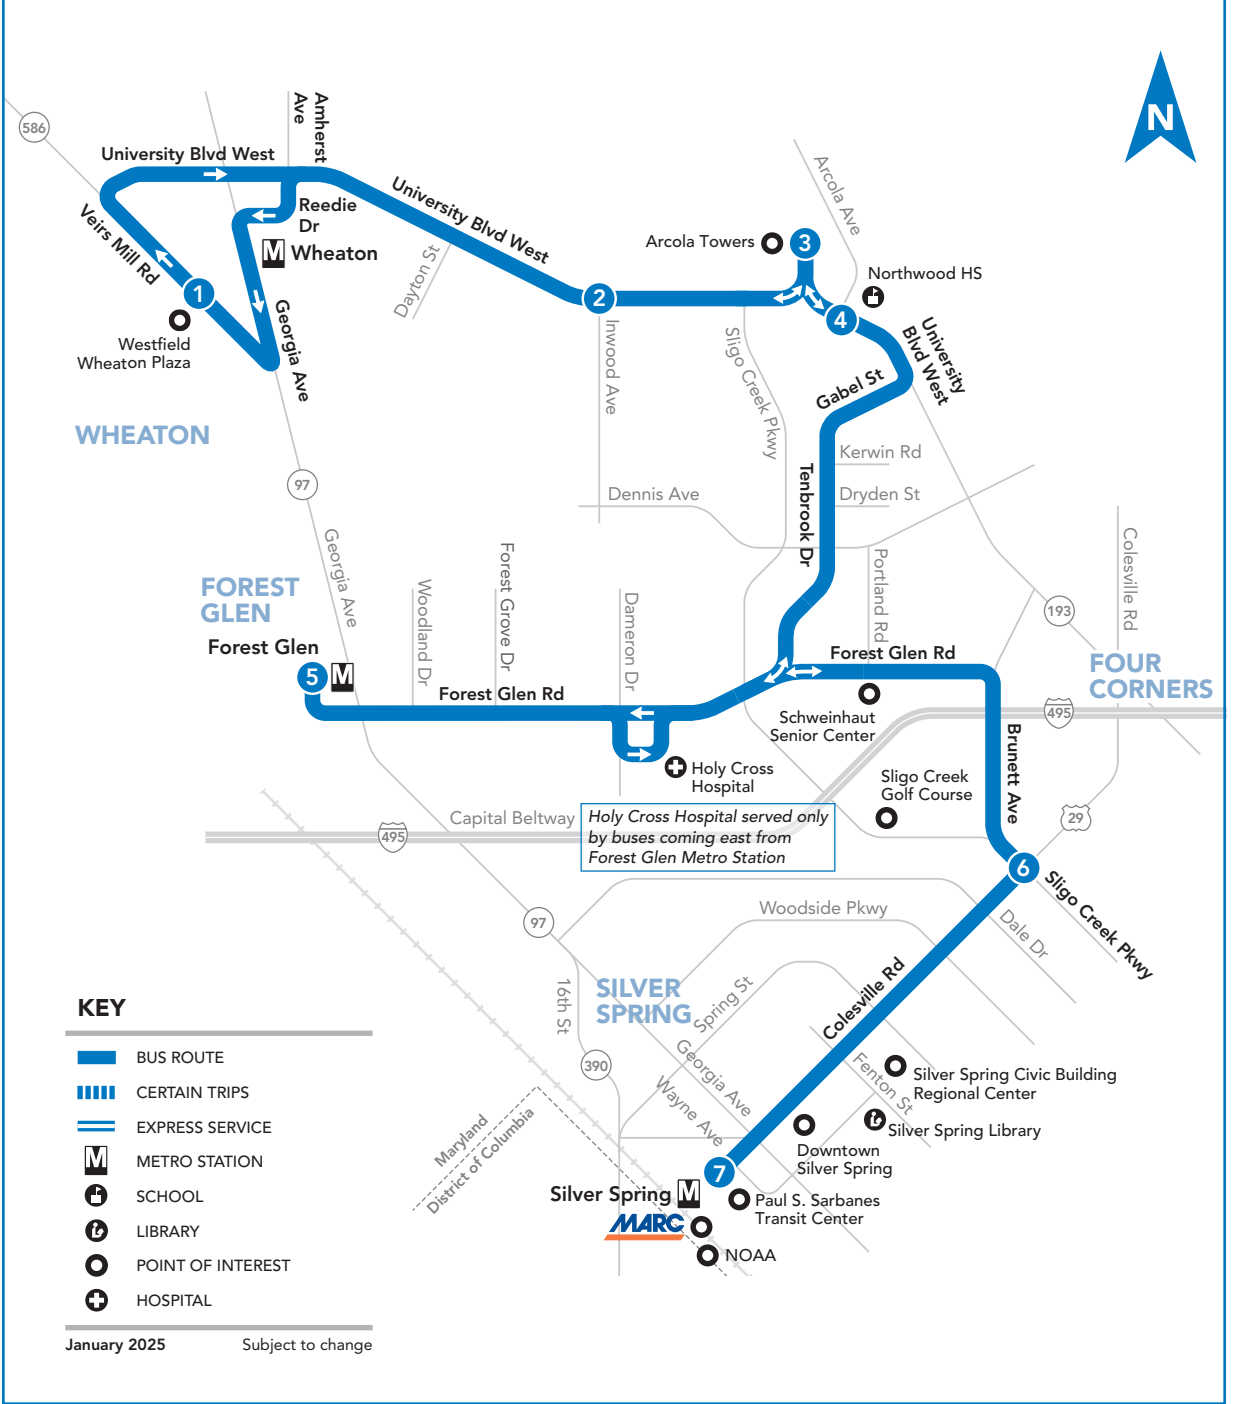 N
586
Amherst
Ave
University Blvd West
Veirs Mill Rd
Reedie
Dr
M Wheaton
University Blvd West
Dayton St
1
Westfield
Wheaton Plaza
Georgia Ave
2
Inwood Ave
Arcola Towers
3
Arcola Ave
Northwood HS
4
University
Blvd West
Sligo Creek Pkwy
Gabel St
WHEATON
97
Kerwin Rd
Dennis Ave
Dryden St
Tenbrook Dr
Georgia Ave
FOREST
GLEN
Forest Glen
5
M
Woodland Dr
Forest Grove Dr
Dameron Dr
Portland Rd
Colesville Rd
193
FOUR
CORNERS
Forest Glen Rd
Forest Glen Rd
495
Schweinhaut
Senior Center
Brunett Ave
Holy Cross
Hospital
Sligo Creek
Golf Course
29
Capital Beltway
495
Holy Cross Hospital served only
by buses coming east from
Forest Glen Metro Station
6
Sligo Creek Pkwy
97
Woodside Pkwy
Dale Dr
16th St
SILVER
SPRING
Spring St
Colesville Rd
390
Georgia Ave
Wayne Ave
Fenton St
Silver Spring Civic Building
Regional Center
Silver Spring Library
Downtown
Silver Spring
Maryland
District of Columbia
7
Silver Spring M
MARC
Paul S. Sarbanes
Transit Center
NOAA
KEY
BUS ROUTE
CERTAIN TRIPS
EXPRESS SERVICE
M METRO STATION
SCHOOL
LIBRARY
POINT OF INTEREST
HOSPITAL
January 2025 Subject to change